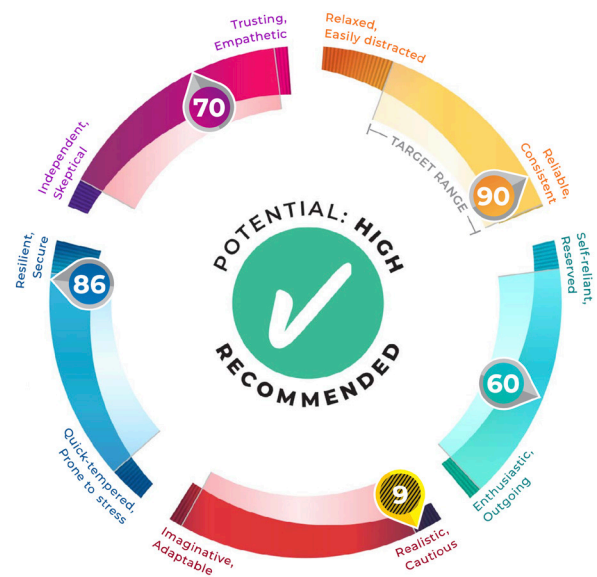 Trusting,
Empathetic
70
Independent,
Skeptical
Relaxed,
Easily distracted
TARGET RANGE
90
Reliable,
Consistent
Resilient,
Secure
86
Quick-tempered,
Prone to stress
POTENTIAL: HIGH
RECOMMENDED
Self-reliant,
Reserved
60
Enthusiastic,
Outgoing
Imaginative,
Adaptable
9
Realistic,
Cautious